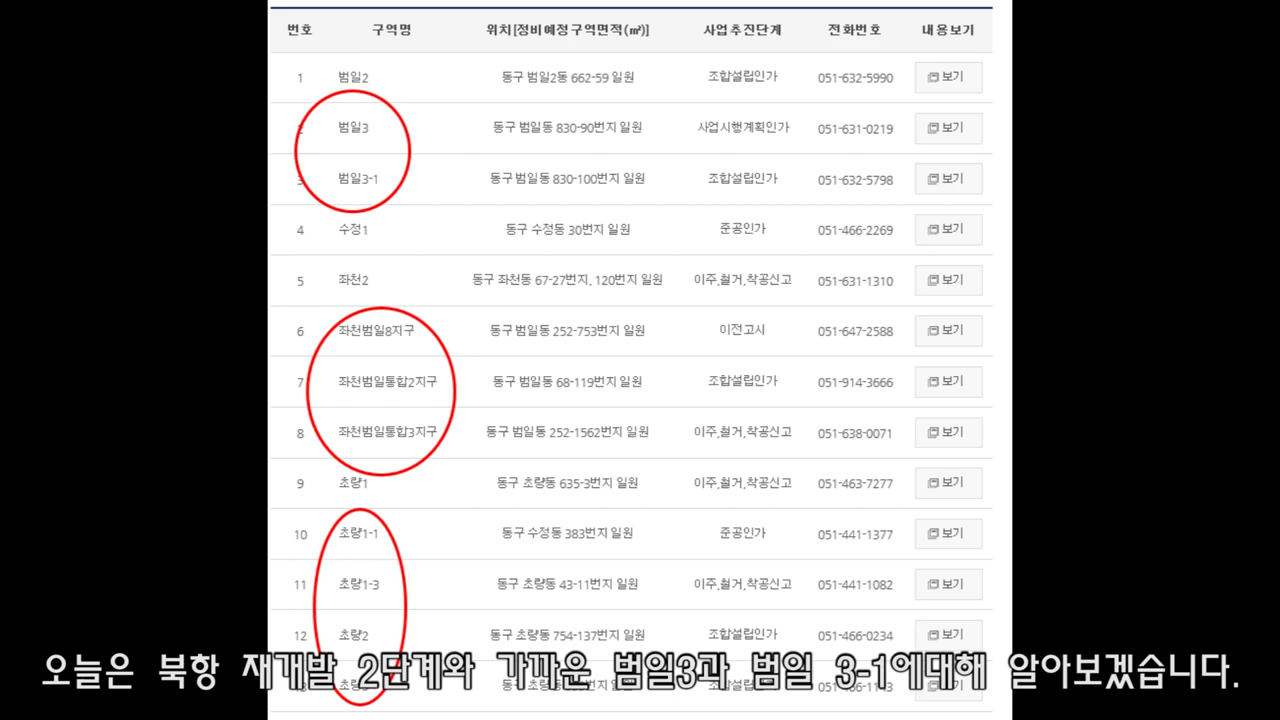 번호 구역명 위치[정비예정구역면적(㎡)] 사업추진단계 전화번호 내용보기
1 범일2 동구 범일2동 662-59 일원 조합설립인가 051-632-5990 보기
2 범일3 동구 범일동 830-90번지 일원 사업시행계획인가 051-631-0219 보기
3 범일3-1 동구 범일동 830-100번지 일원 조합설립인가 051-632-5798 보기
4 수정1 동구 수정동 30번지 일원 준공인가 051-466-2269 보기
5 좌천2 동구 좌천동 67-27번지, 120번지 일원 이주,철거,착공신고 051-631-1310 보기
6 좌천범일8지구 동구 범일동 252-753번지 일원 이전고시 051-647-2588 보기
7 좌천범일통합2지구 동구 범일동 68-119번지 일원 조합설립인가 051-914-3666 보기
8 좌천범일통합3지구 동구 범일동 252-1562번지 일원 이주,철거,착공신고 051-638-0071 보기
9 초량1 동구 초량동 635-3번지 일원 이주,철거,착공신고 051-463-7277 보기
10 초량1-1 동구 수정동 383번지 일원 준공인가 051-441-1377 보기
11 초량1-3 동구 초량동 43-11번지 일원 이주,철거,착공신고 051-441-1082 보기
12 초량2 동구 초량동 754-137번지 일원 조합설립인가 051-466-0234 보기
오늘은 북항 재개발 2단계와 가까운 범일3과 범일 3-1에대해 알아보겠습니다.